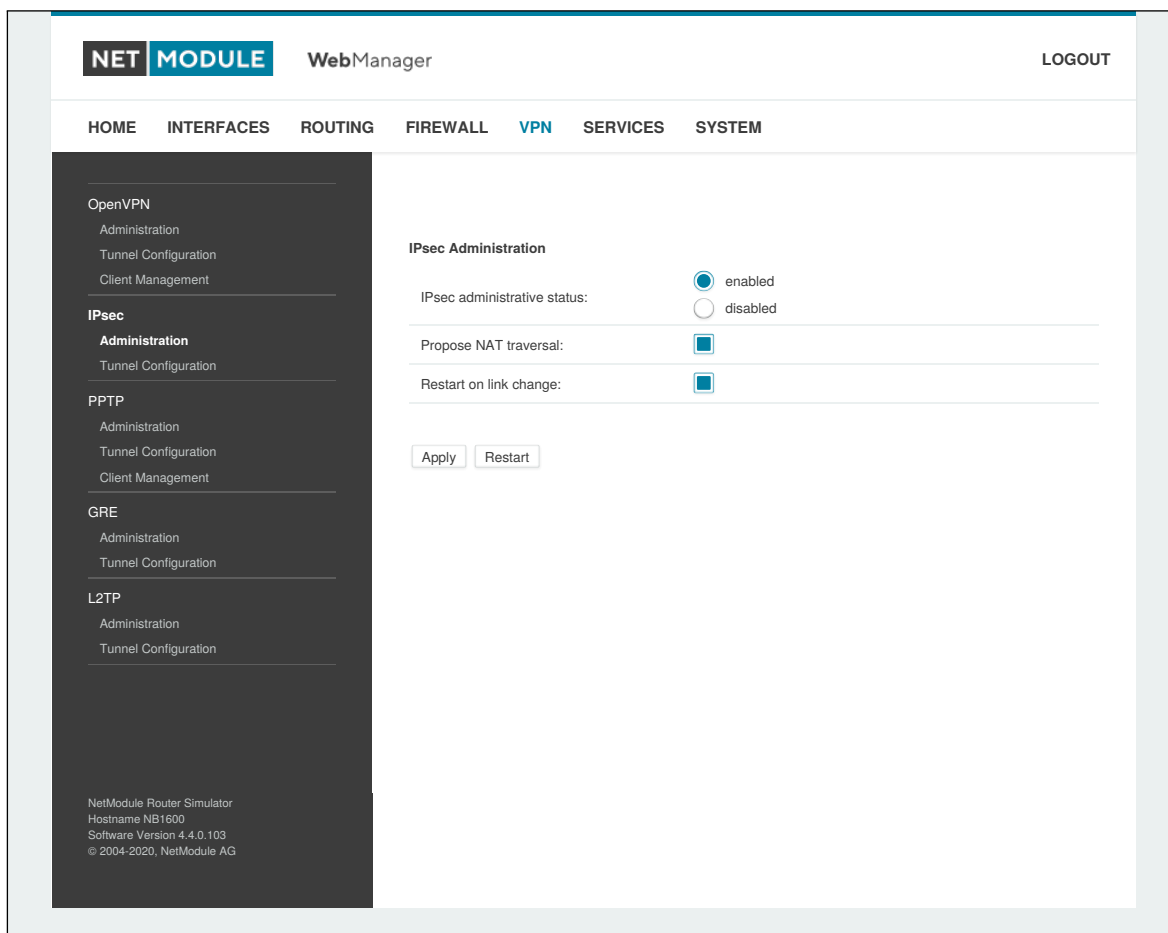 NET MODULE WebManager LOGOUT
HOME INTERFACES ROUTING FIREWALL VPN SERVICES SYSTEM
OpenVPN
Administration
Tunnel Configuration
Client Management
IPsec
Administration
Tunnel Configuration
PPTP
Administration
Tunnel Configuration
Client Management
GRE
Administration
Tunnel Configuration
L2TP
Administration
Tunnel Configuration
NetModule Router Simulator
Hostname NB1600
Software Version 4.4.0.103
© 2004-2020, NetModule AG
IPsec Administration
IPsec administrative status:
enabled
disabled
Propose NAT traversal:
Restart on link change:
Apply Restart